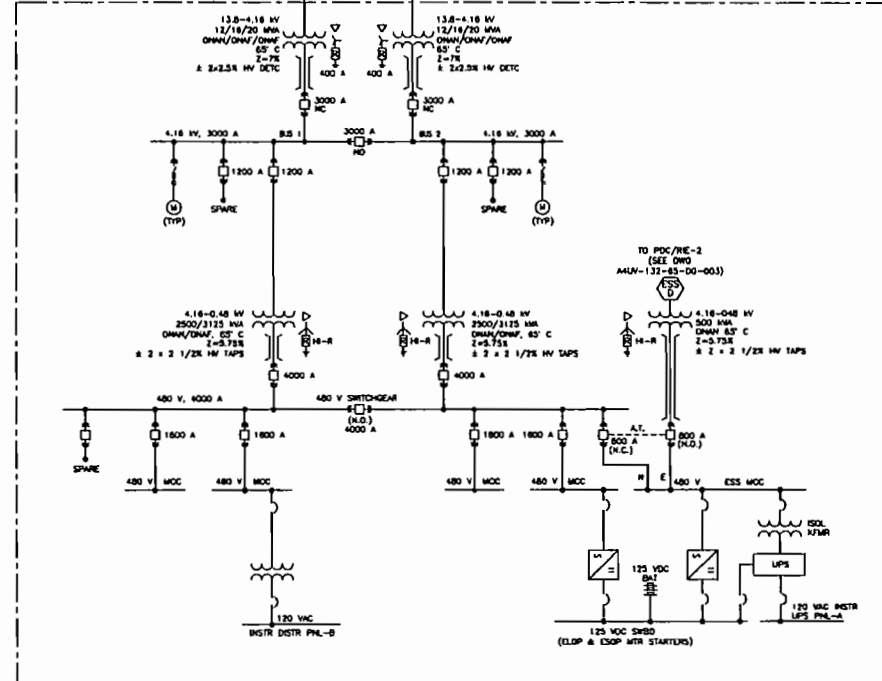 13.8-4.16 kV
12/16/20 MVA
ONAN/ONAF/ONAF
65° C
Z=7%
± 2x2.5% HV DETC
400 A
3000 A
NC
13.8-4.16 kV
12/16/20 MVA
ONAN/ONAF/ONAF
65° C
Z=7%
± 2x2.5% HV DETC
400 A
3000 A
NC
4.16 kV, 3000 A
BUS 1
3000 A
NO
BUS 2
4.16 kV, 3000 A
1200 A
1200 A
1200 A
1200 A
M
(TYP)
SPARE
SPARE
M
(TYP)
TO PDC/RIE-2
(SEE DWG
A4UV-132-65-DG-003)
ESS
D
4.16-0.48 kV
2500/3125 kVA
ONAN/ONAF, 65° C
Z=5.75%
± 2 x 2 1/2% HV TAPS
HI-R
4.16-0.48 kV
2500/3125 kVA
ONAN/ONAF, 65° C
Z=5.75%
± 2 x 2 1/2% HV TAPS
HI-R
4.16-048 kV
500 kVA
ONAN 65° C
Z=5.75%
± 2 x 2 1/2% HV TAPS
HI-R
4000 A
4000 A
480 V, 4000 A
480 V SWITCHGEAR
(N.O.)
4000 A
SPARE
1600 A
1600 A
1600 A
1600 A
800 A
(N.C.)
A.T.
800 A
(N.O.)
480 V MCC
480 V MCC
480 V MCC
480 V MCC
N
E
480 V
ESS MCC
ISOL
XFMR
UPS
125 VDC
BAT
120 VAC
INSTR DISTR PNL-B
125 VDC SWBD
(ELOP & ESOP MTR STARTERS)
120 VAC INSTR
UPS PNL-A